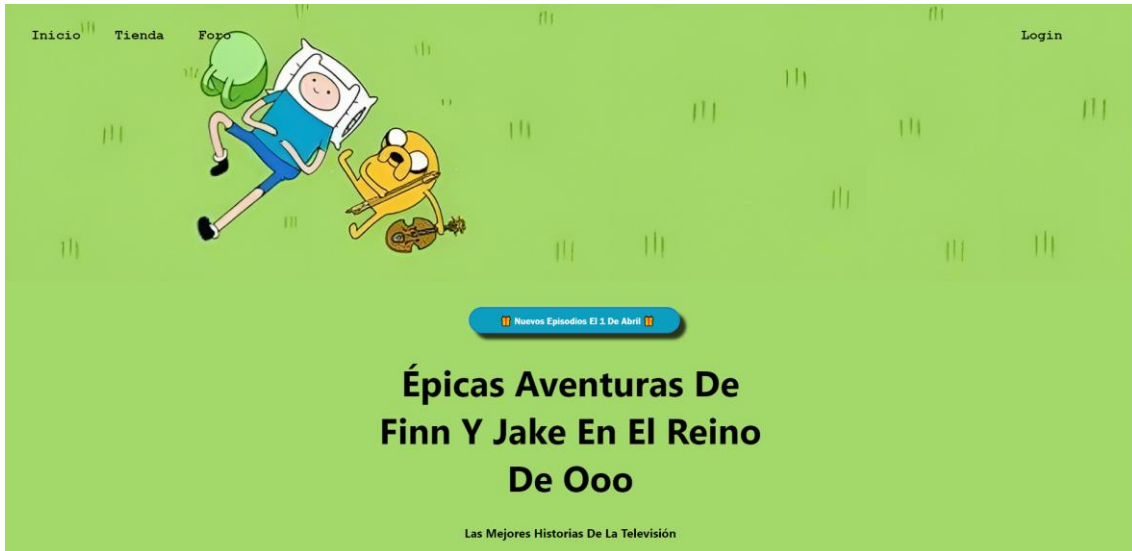 Inicio Tienda Foro Login
🎁 Nuevos Episodios El 1 De Abril 🎁
Épicas Aventuras De
Finn Y Jake En El Reino
De Ooo
Las Mejores Historias De La Televisión